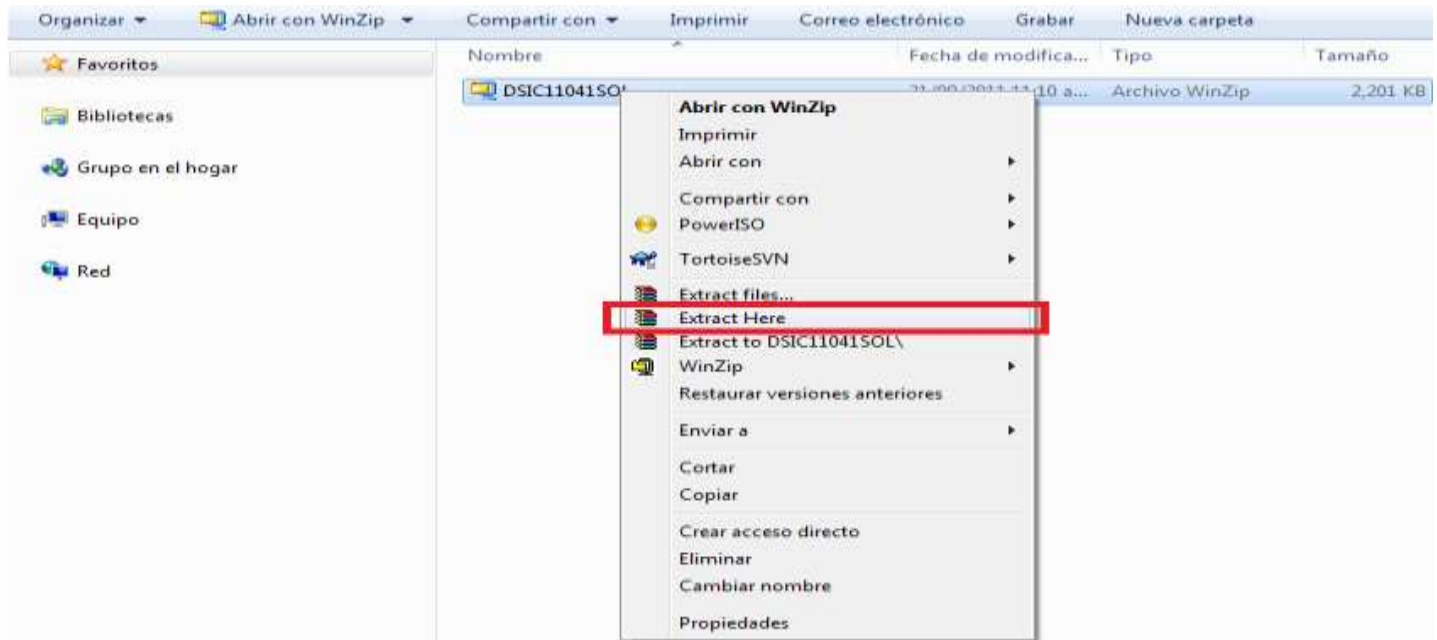 Organizar Abrir con WinZip Compartir con Imprimir Correo electrónico Grabar Nueva carpeta
Favoritos
Bibliotecas
Grupo en el hogar
Equipo
Red
Nombre Fecha de modifica... Tipo Tamaño
DSIC11041SOL 11:10 a... Archivo WinZip 2,201 KB
Abrir con WinZip
Imprimir
Abrir con
Compartir con
PowerISO
TortoiseSVN
Extract files...
Extract Here
Extract to DSIC11041SOL\
WinZip
Restaurar versiones anteriores
Enviar a
Cortar
Copiar
Crear acceso directo
Eliminar
Cambiar nombre
Propiedades